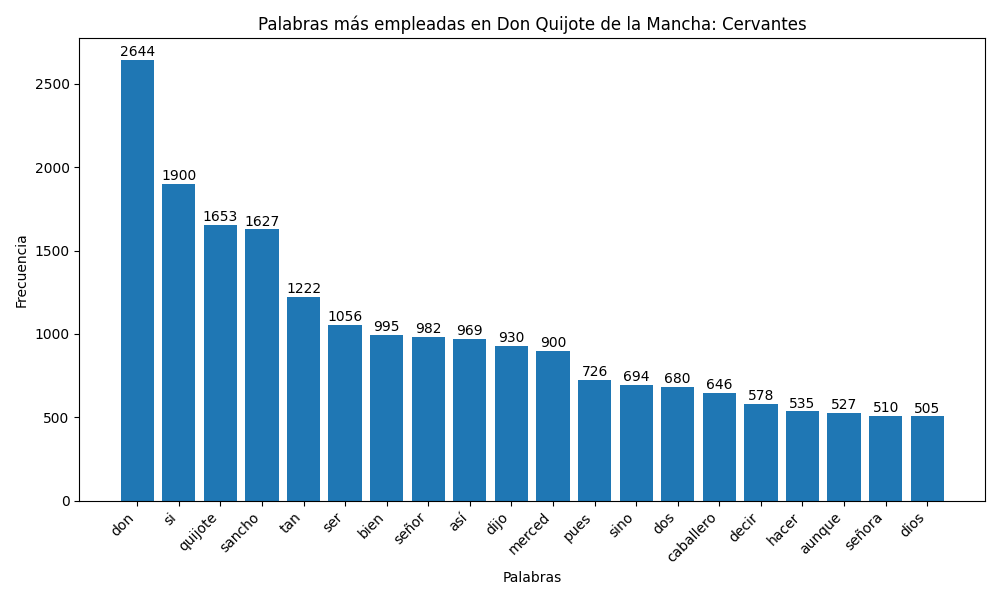 Palabras más empleadas en Don Quijote de la Mancha: Cervantes
2644
1900
1653
1627
1222
1056
995
982
969
930
900
726
694
680
646
578
535
527
510
505
Frecuencia
2500
2000
1500
1000
500
0
don
si
quijote
sancho
tan
ser
bien
señor
así
dijo
merced
pues
sino
dos
caballero
decir
hacer
aunque
señora
dios
Palabras